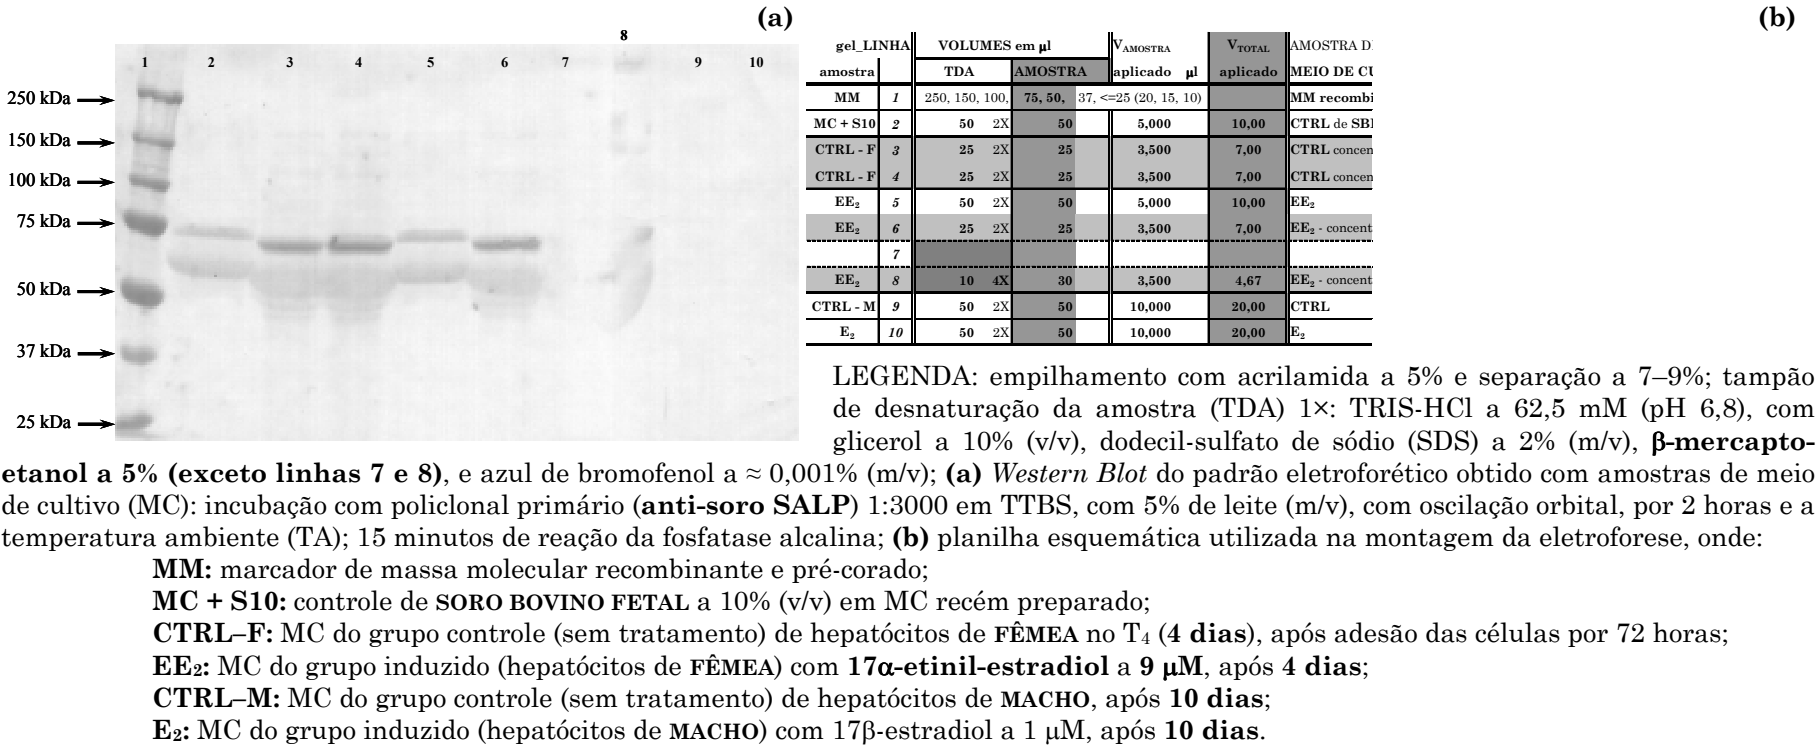 (a)
(b)
8
1 2 3 4 5 6 7 9 10
250 kDa
150 kDa
100 kDa
75 kDa
50 kDa
37 kDa
25 kDa
gel_LINHA VOLUMES em µl V AMOSTRA V TOTAL AMOSTRA
amostra TDA AMOSTRA aplicado µl aplicado MEIO DE
MM 1 250, 150, 100, 75, 50, 37, <=25 (20, 15, 10) MM recombi
MC + S10 2 50 2X 50 5,000 10,00 CTRL de
CTRL - F 3 25 2X 25 3,500 7,00 CTRL concen
CTRL - F 4 25 2X 25 3,500 7,00 CTRL concen
EE₂ 5 50 2X 50 5,000 10,00 EE₂
EE₂ 6 25 2X 25 3,500 7,00 EE₂ - concent
7
EE₂ 8 10 4X 30 3,500 4,67 EE₂ - concent
CTRL - M 9 50 2X 50 10,000 20,00 CTRL
E₂ 10 50 2X 50 10,000 20,00 E₂
LEGENDA: empilhamento com acrilamida a 5% e separação a 7–9%; tampão
de desnaturação da amostra (TDA) 1×: TRIS-HCl a 62,5 mM (pH 6,8), com
glicerol a 10% (v/v), dodecil-sulfato de sódio (SDS) a 2% (m/v), β-mercapto-
etanol a 5% (exceto linhas 7 e 8), e azul de bromofenol a ≈ 0,001% (m/v); (a) Western Blot do padrão eletroforético obtido com amostras de meio
de cultivo (MC): incubação com policlonal primário (anti-soro SALP) 1:3000 em TTBS, com 5% de leite (m/v), com oscilação orbital, por 2 horas e a
temperatura ambiente (TA); 15 minutos de reação da fosfatase alcalina; (b) planilha esquemática utilizada na montagem da eletroforese, onde:
MM: marcador de massa molecular recombinante e pré-corado;
MC + S10: controle de SORO BOVINO FETAL a 10% (v/v) em MC recém preparado;
CTRL–F: MC do grupo controle (sem tratamento) de hepatócitos de FÊMEA no T₄ (4 dias), após adesão das células por 72 horas;
EE₂: MC do grupo induzido (hepatócitos de FÊMEA) com 17α-etinil-estradiol a 9 µM, após 4 dias;
CTRL–M: MC do grupo controle (sem tratamento) de hepatócitos de MACHO, após 10 dias;
E₂: MC do grupo induzido (hepatócitos de MACHO) com 17β-estradiol a 1 µM, após 10 dias.